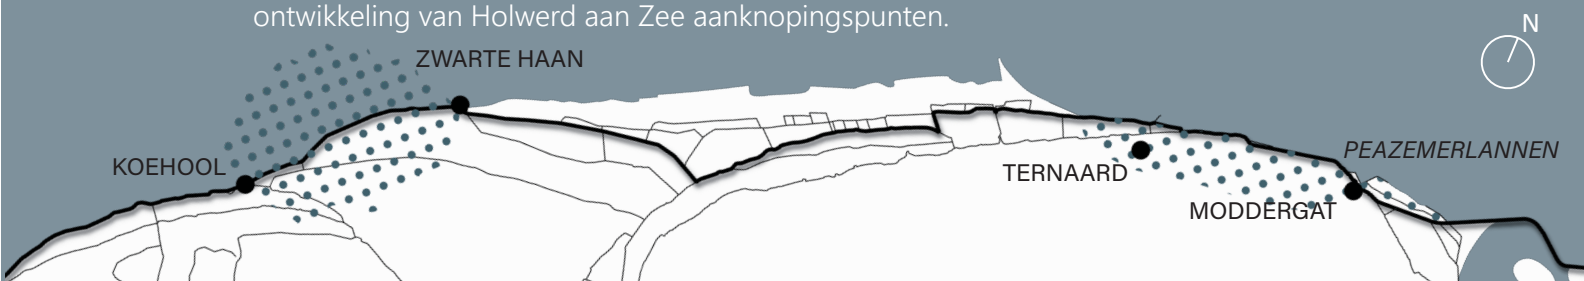 ontwikkeling van Holwerd aan Zee aanknopingspunten.
N
ZWARTE HAAN
KOEHOOL
PEAZEMERLANNEN
TERNAARD
MODDERGAT